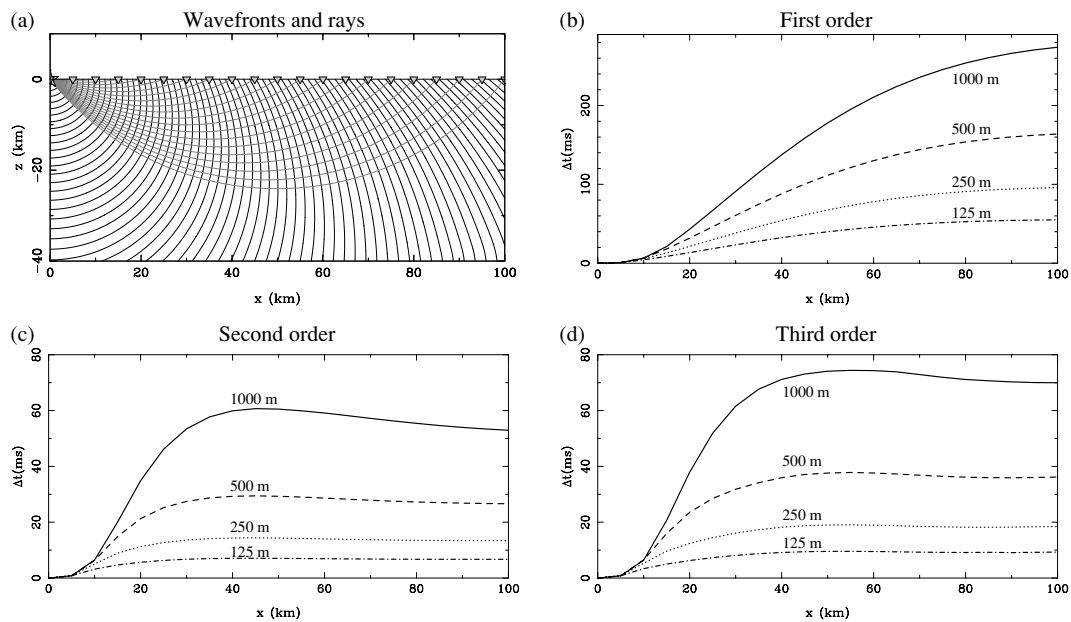 (a) Wavefronts and rays
z (km)
0
−20
−40
0 20 40 60 80 100
x (km)
(b) First order
Δt(ms)
200
100
0
1000 m
500 m
250 m
125 m
0 20 40 60 80 100
x (km)
(c) Second order
Δt(ms)
80
60
40
20
0
1000 m
500 m
250 m
125 m
0 20 40 60 80 100
x (km)
(d) Third order
Δt(ms)
80
60
40
20
0
1000 m
500 m
250 m
125 m
0 20 40 60 80 100
x (km)